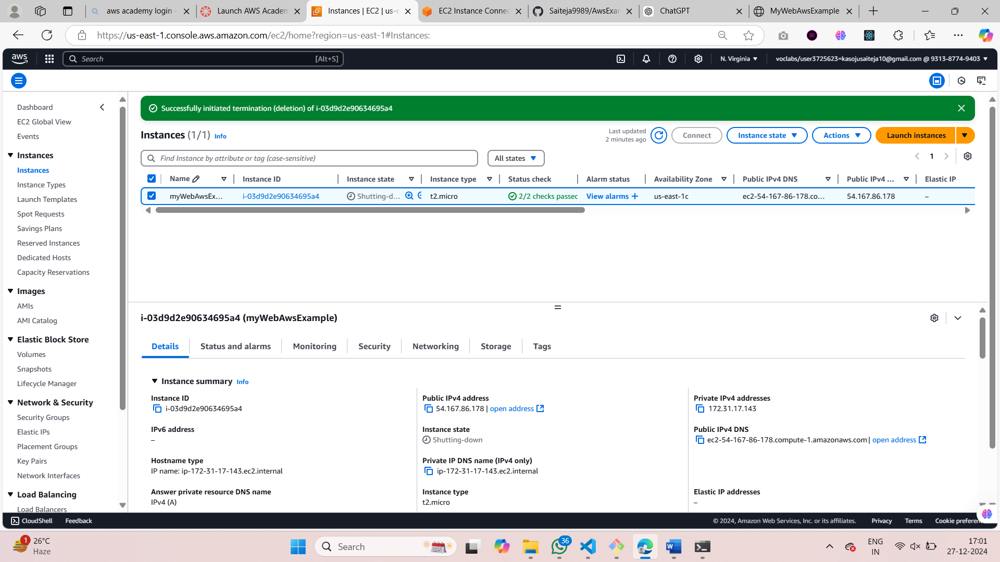 aws academy login -
Launch AWS Academ
Instances | EC2 | us-e
EC2 Instance Connec
Saiteja9989/AwsExam
ChatGPT
MyWebAwsExample
https://us-east-1.console.aws.amazon.com/ec2/home?region=us-east-1#Instances:
aws
Search
[Alt+S]
N. Virginia
voclabs/user3725623=kasojusaiteja10@gmail.com @ 9313-8774-9403
Dashboard
EC2 Global View
Events
Instances
Instances
Instance Types
Launch Templates
Spot Requests
Savings Plans
Reserved Instances
Dedicated Hosts
Capacity Reservations
Images
AMIs
AMI Catalog
Elastic Block Store
Volumes
Snapshots
Lifecycle Manager
Network & Security
Security Groups
Elastic IPs
Placement Groups
Key Pairs
Network Interfaces
Load Balancing
Load Balancers
Successfully initiated termination (deletion) of i-03d9d2e90634695a4
Instances (1/1) Info
Last updated
2 minutes ago
Connect
Instance state
Actions
Launch instances
Find Instance by attribute or tag (case-sensitive)
All states
1
Name
Instance ID
Instance state
Instance type
Status check
Alarm status
Availability Zone
Public IPv4 DNS
Public IPv4 ...
Elastic IP
myWebAwsEx...
i-03d9d2e90634695a4
Shutting-d...
t2.micro
2/2 checks passed
View alarms +
us-east-1c
ec2-54-167-86-178.co...
54.167.86.178
–
i-03d9d2e90634695a4 (myWebAwsExample)
Details
Status and alarms
Monitoring
Security
Networking
Storage
Tags
Instance summary Info
Instance ID
i-03d9d2e90634695a4
Public IPv4 address
54.167.86.178 | open address
Private IPv4 addresses
172.31.17.143
IPv6 address
–
Instance state
Shutting-down
Public IPv4 DNS
ec2-54-167-86-178.compute-1.amazonaws.com | open address
Hostname type
IP name: ip-172-31-17-143.ec2.internal
Private IP DNS name (IPv4 only)
ip-172-31-17-143.ec2.internal
Answer private resource DNS name
IPv4 (A)
Instance type
t2.micro
Elastic IP addresses
–
CloudShell
Feedback
© 2024, Amazon Web Services, Inc. or its affiliates.
Privacy
Terms
Cookie preferen
1
26°C
Haze
Search
36
ENG
IN
17:01
27-12-2024